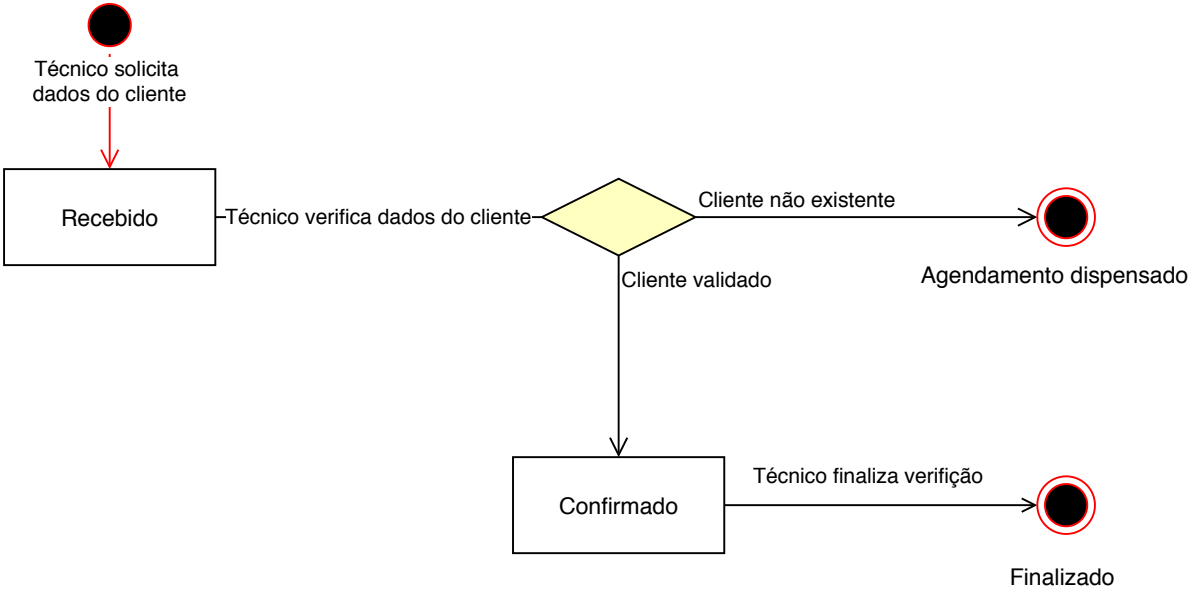 Técnico solicita
dados do cliente
Recebido
Técnico verifica dados do cliente
Cliente não existente
Agendamento dispensado
Cliente validado
Confirmado
Técnico finaliza verifição
Finalizado